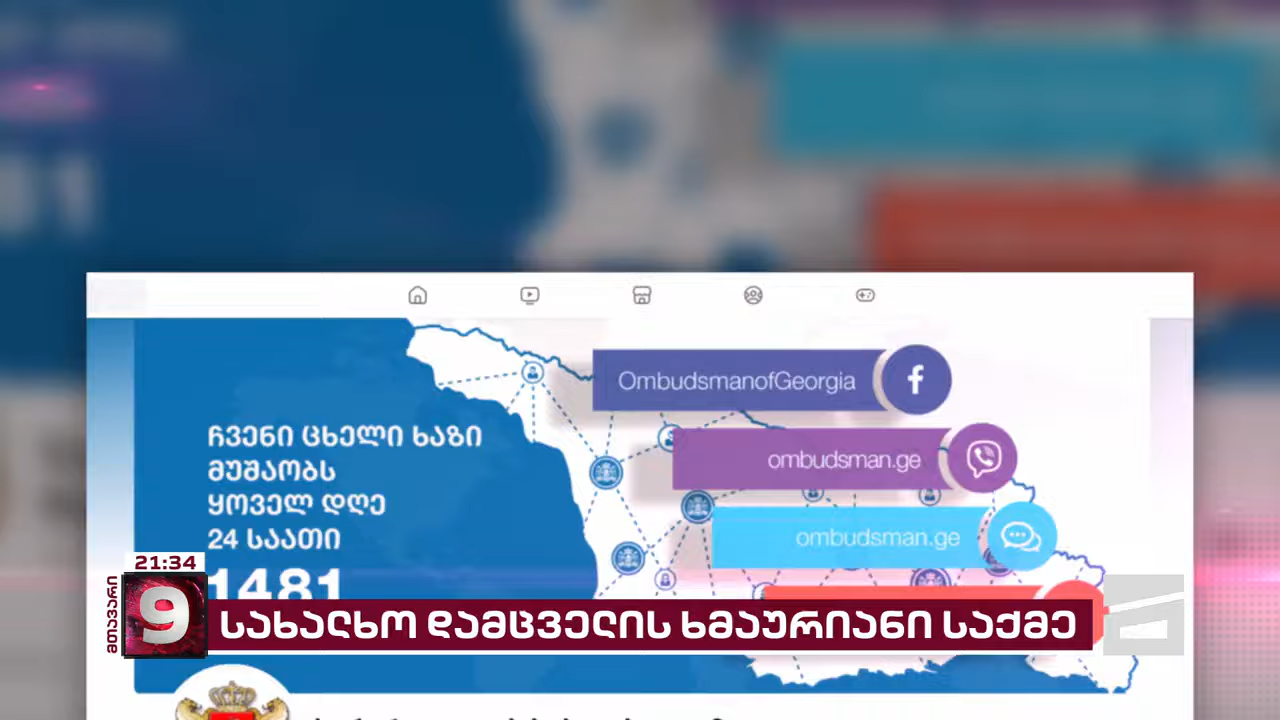 OmbudsmanofGeorgia
ombudsman.ge
ombudsman.ge
ჩვენი ცხელი ხაზი
მუშაობს
ყოველ დღე
24 საათი
1481
21:34
მთავარი
9
სახალხო დამცველის ხმაურიანი საქმე